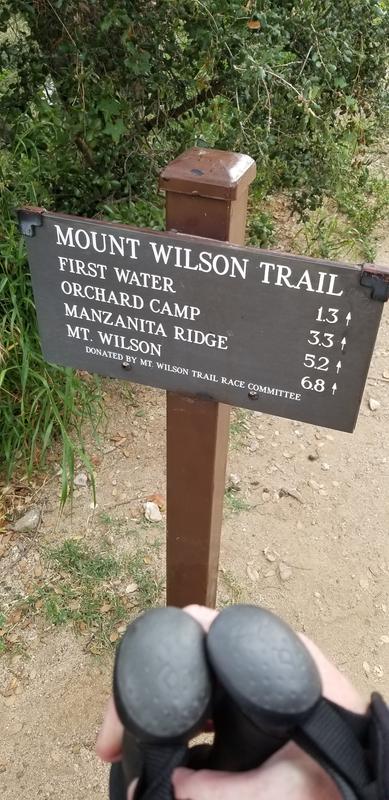 MOUNT WILSON TRAIL
FIRST WATER 1.3 ↑
ORCHARD CAMP 3.3 ↑
MANZANITA RIDGE 5.2 ↑
MT. WILSON 6.8 ↑
DONATED BY MT. WILSON TRAIL RACE COMMITTEE